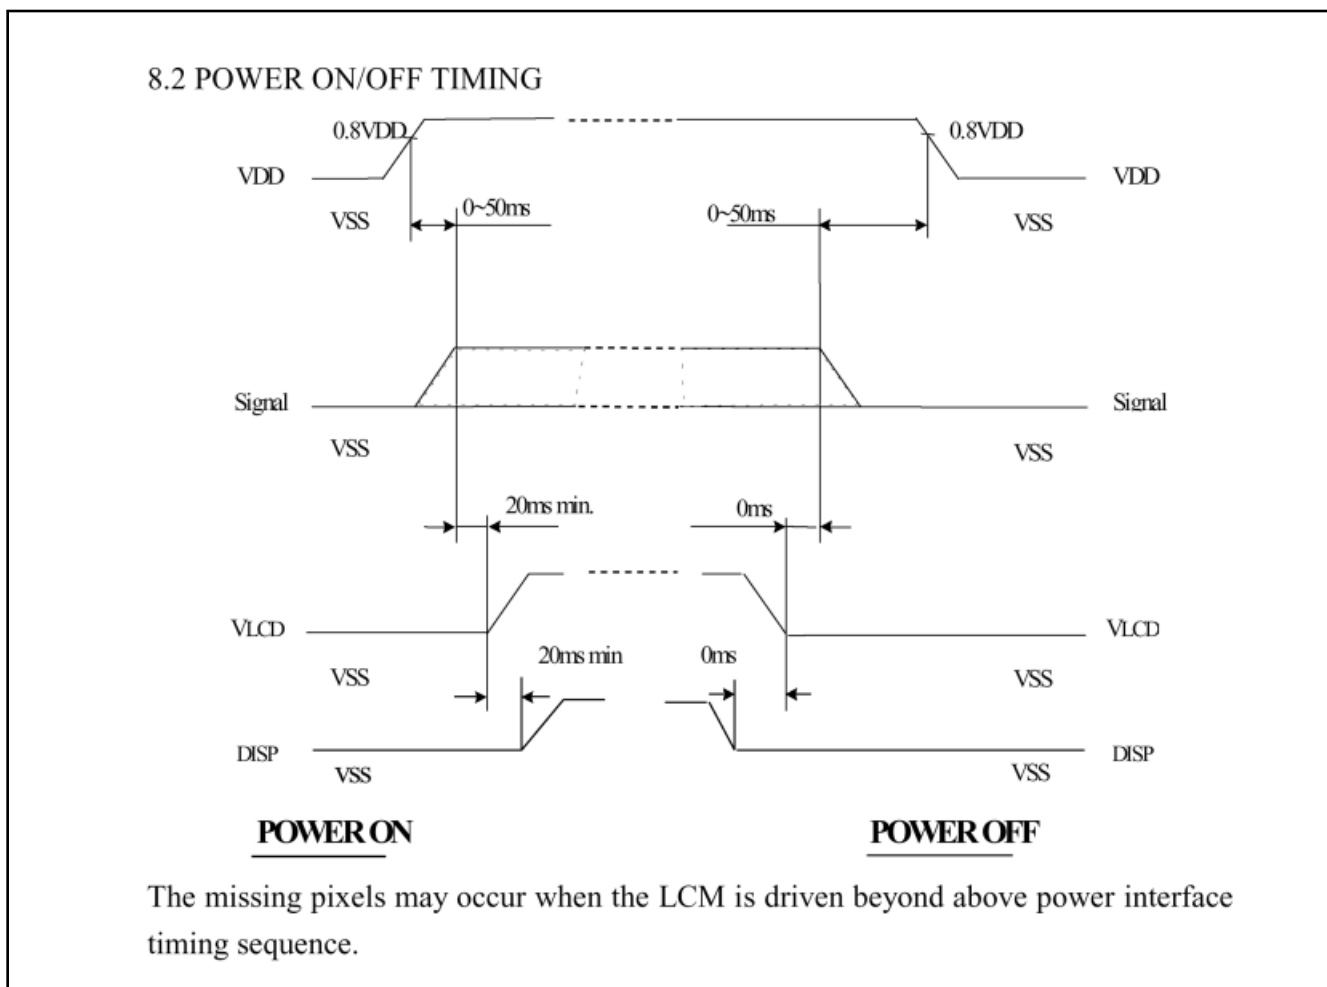 8.2 POWER ON/OFF TIMING
0.8VDD
0.8VDD
VDD
VDD
0~50ms
0~50ms
VSS
VSS
Signal
Signal
VSS
VSS
20ms min.
0ms
VLCD
VLCD
20ms min
0ms
VSS
VSS
DISP
DISP
VSS
VSS
POWER ON
POWER OFF
The missing pixels may occur when the LCM is driven beyond above power interface
timing sequence.